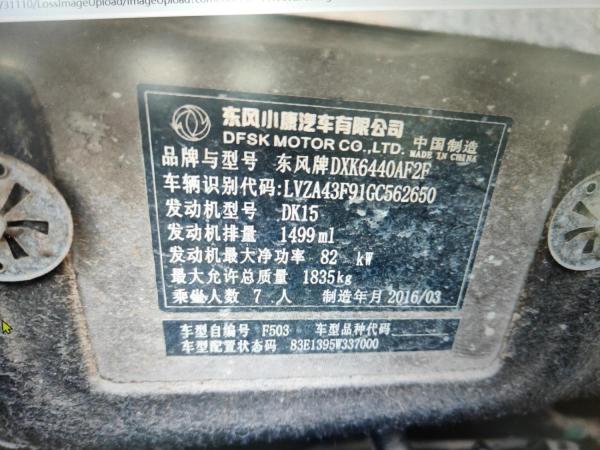 东风小康汽车有限公司
DFSK MOTOR CO.,LTD.
中国制造
MADE IN CHINA
品牌与型号 东风牌DXK6440AF2F
车辆识别代码:LVZA43F91GC562650
发动机型号 DK15
发动机排量 1499ml
发动机最大净功率 82 kW
最大允许总质量 1835kg
乘坐人数 7 人 制造年月 2016/03
车型自编号 F503 车型品种代码
车型配置状态码 83E1395W337000